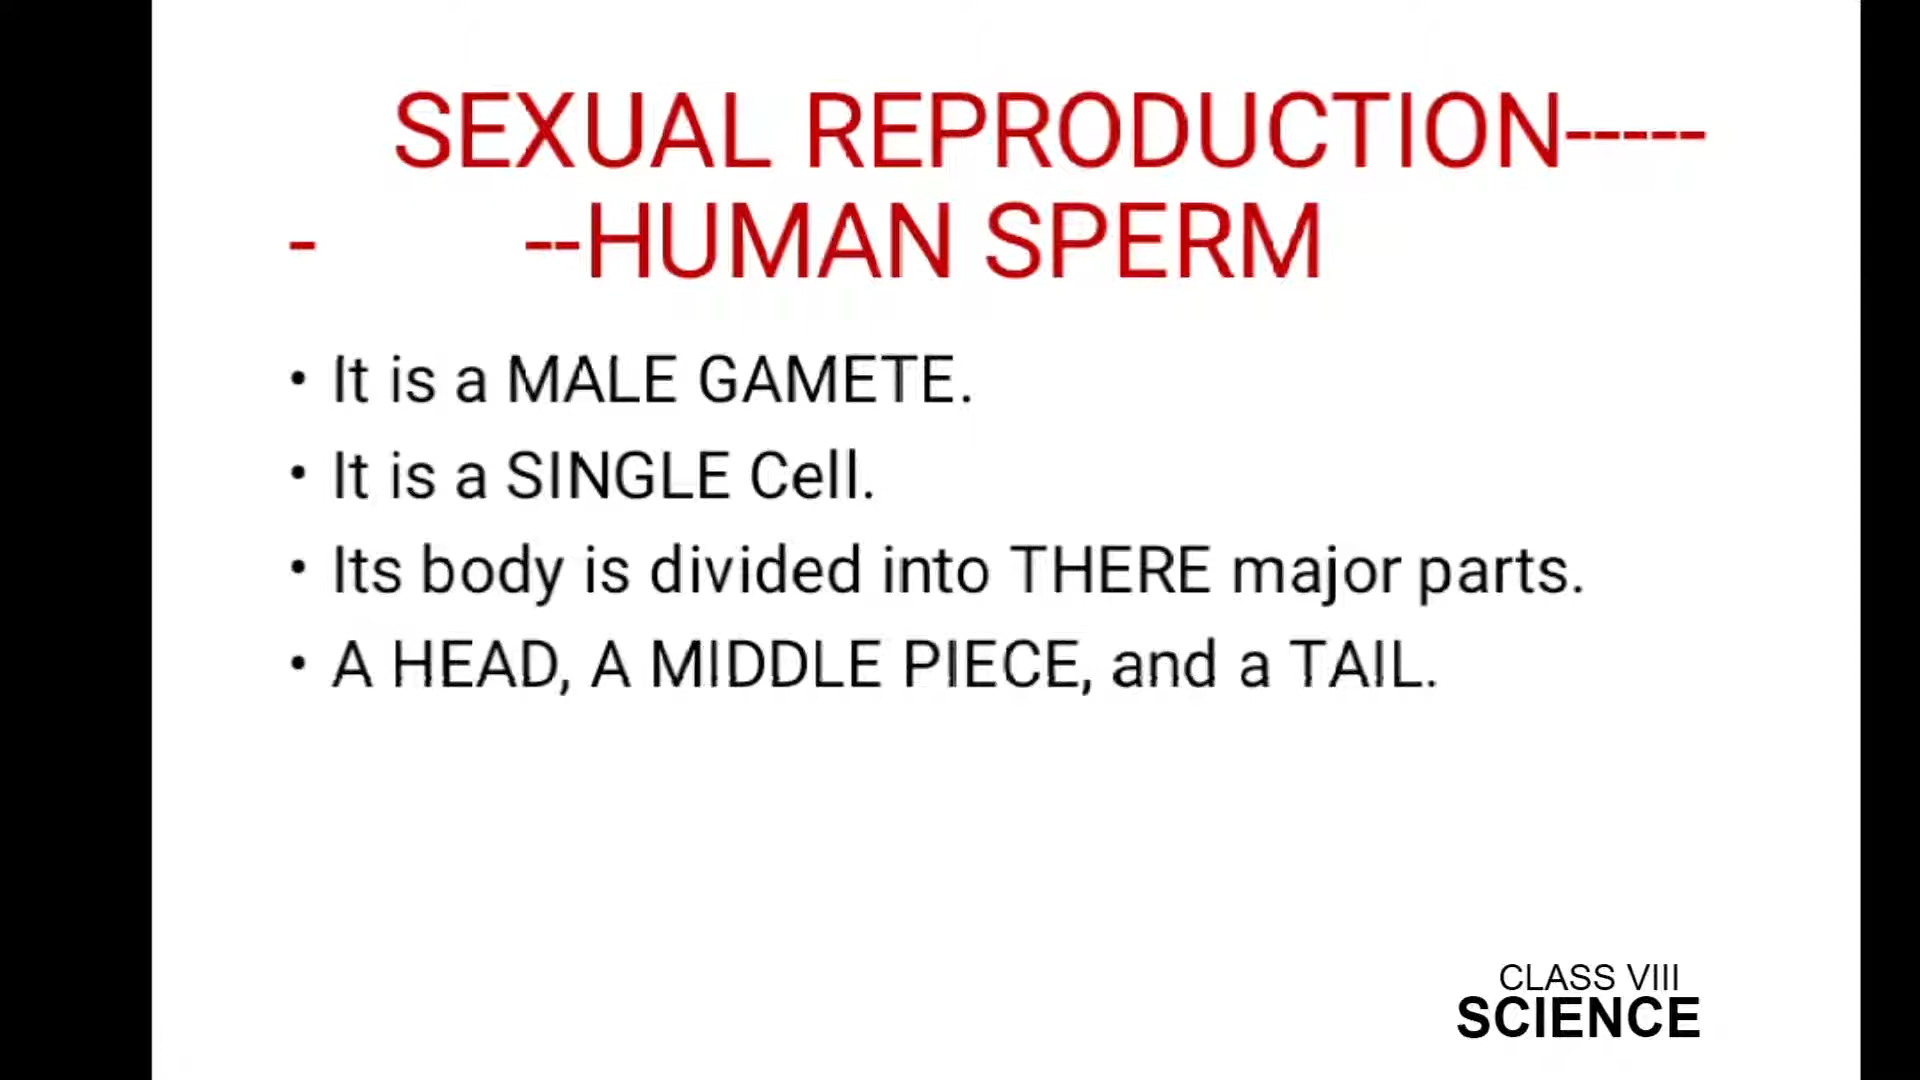 SEXUAL REPRODUCTION-----
- --HUMAN SPERM
• It is a MALE GAMETE.
• It is a SINGLE Cell.
• Its body is divided into THERE major parts.
• A HEAD, A MIDDLE PIECE, and a TAIL.
CLASS VIII
SCIENCE